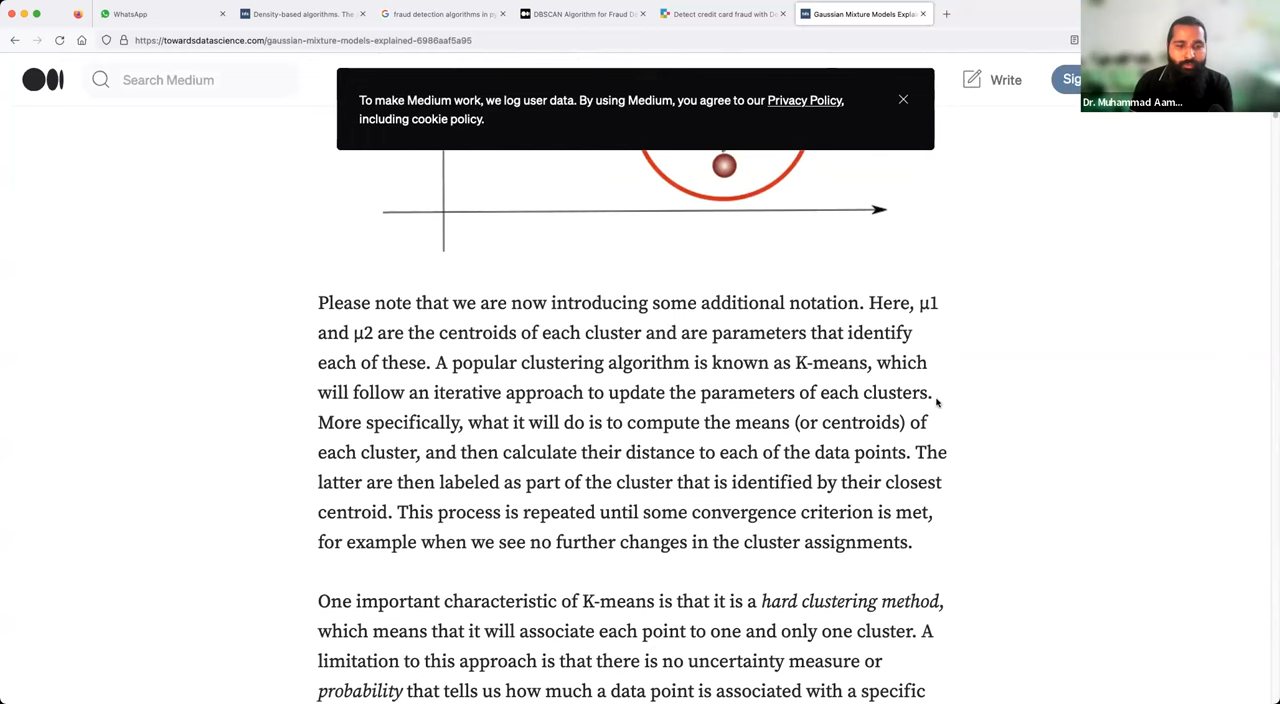 WhatsApp
Density-based algorithms. The
fraud detection algorithms in p
DBSCAN Algorithm for Fraud De
Detect credit card fraud with De
Gaussian Mixture Models Expla
https://towardsdatascience.com/gaussian-mixture-models-explained-6986aaf5a95
Search Medium
Write
Sig
To make Medium work, we log user data. By using Medium, you agree to our Privacy Policy,
including cookie policy.
Dr. Muhammad Aam...
Please note that we are now introducing some additional notation. Here, μ1
and μ2 are the centroids of each cluster and are parameters that identify
each of these. A popular clustering algorithm is known as K-means, which
will follow an iterative approach to update the parameters of each clusters.
More specifically, what it will do is to compute the means (or centroids) of
each cluster, and then calculate their distance to each of the data points. The
latter are then labeled as part of the cluster that is identified by their closest
centroid. This process is repeated until some convergence criterion is met,
for example when we see no further changes in the cluster assignments.
One important characteristic of K-means is that it is a hard clustering method,
which means that it will associate each point to one and only one cluster. A
limitation to this approach is that there is no uncertainty measure or
probability that tells us how much a data point is associated with a specific